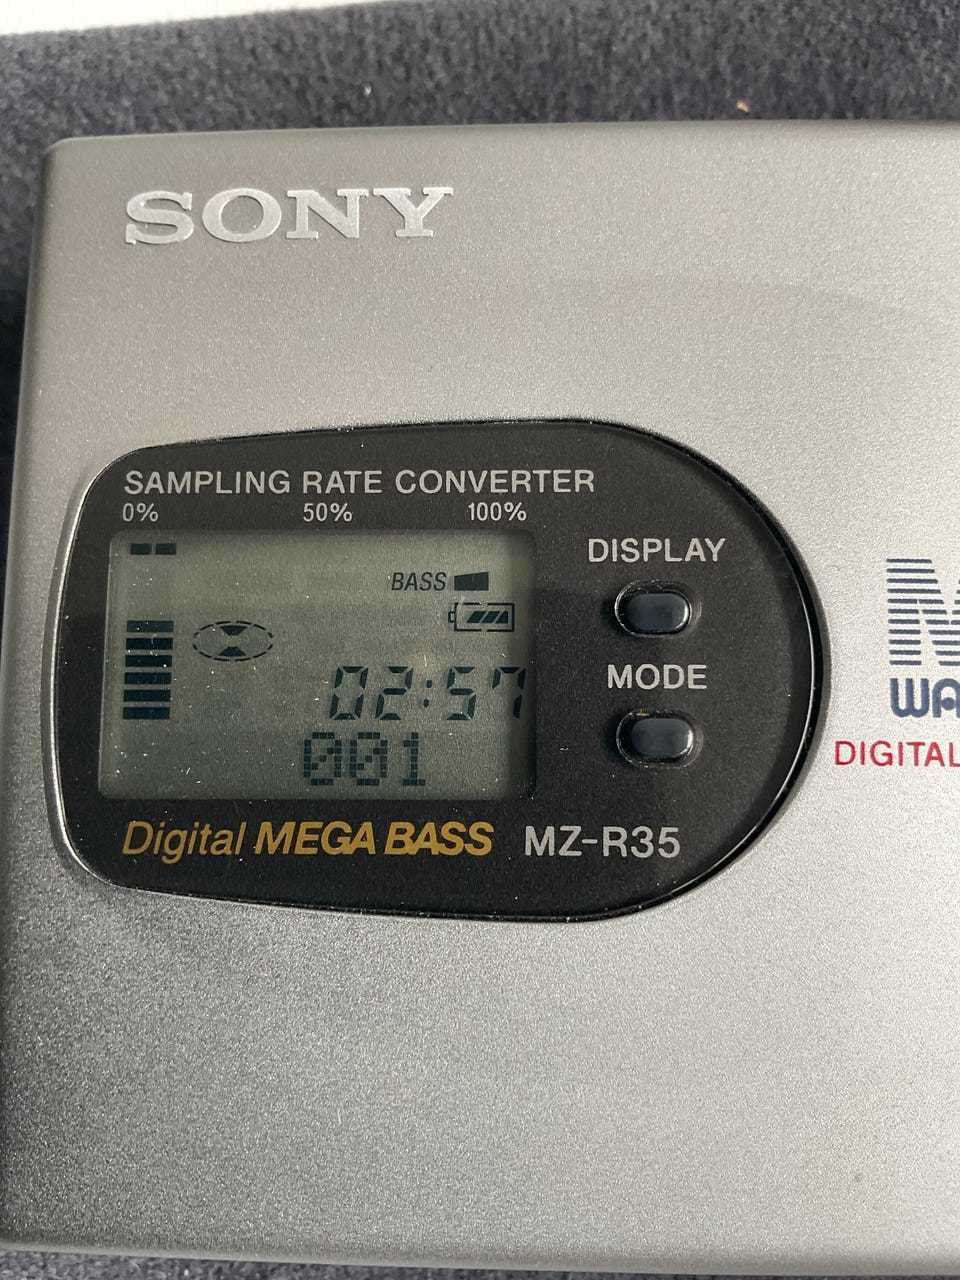 SONY
SAMPLING RATE CONVERTER
0% 50% 100%
DISPLAY
BASS
02:57
MODE
001
WA
DIGITAL
Digital MEGA BASS MZ-R35